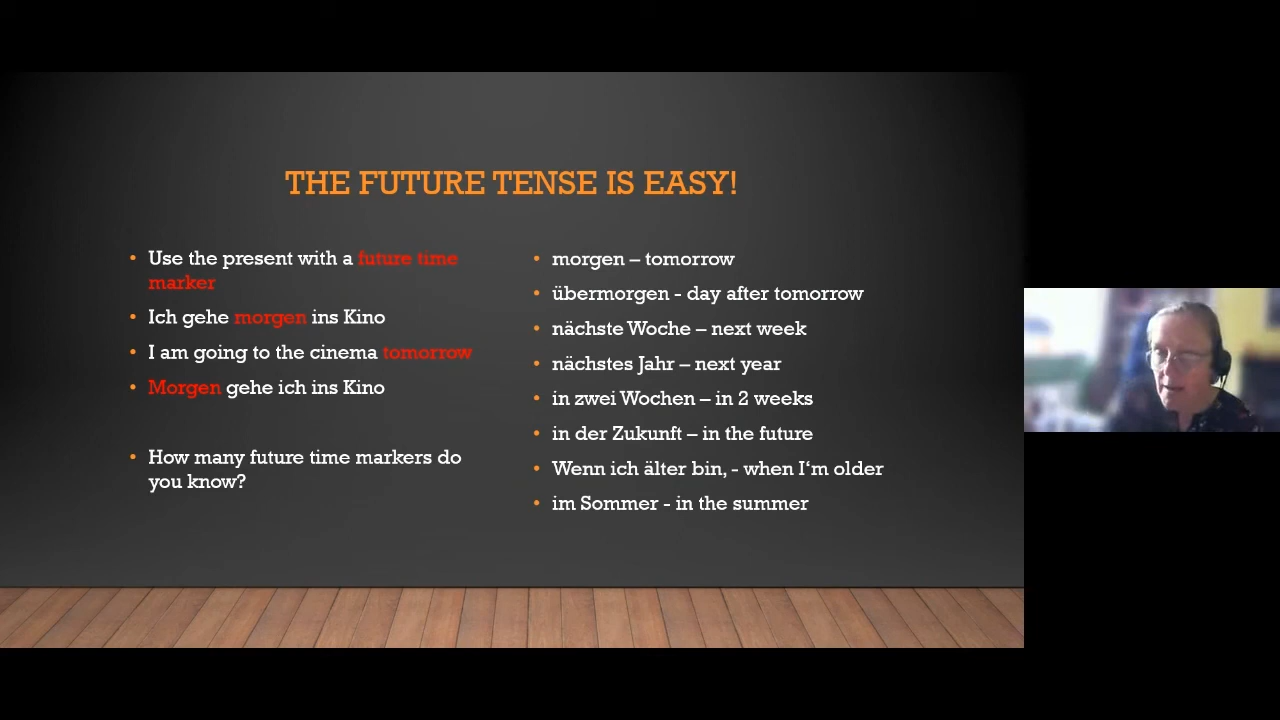 THE FUTURE TENSE IS EASY!
Use the present with a future time
marker
Ich gehe morgen ins Kino
I am going to the cinema tomorrow
Morgen gehe ich ins Kino
How many future time markers do
you know?
morgen – tomorrow
übermorgen - day after tomorrow
nächste Woche – next week
nächstes Jahr – next year
in zwei Wochen – in 2 weeks
in der Zukunft – in the future
Wenn ich älter bin, - when I‘m older
im Sommer - in the summer